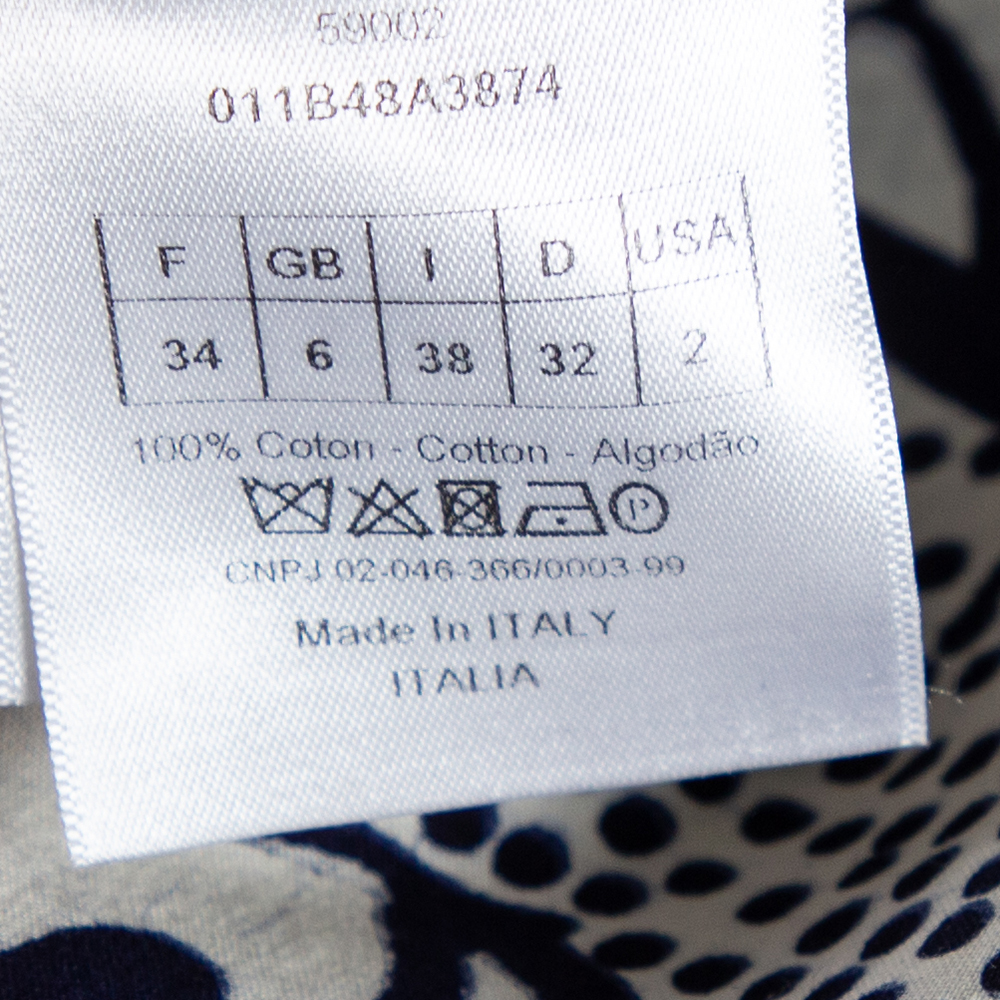 59002
011B48A3874
F GB I D USA
34 6 38 32 2
100% Coton - Cotton - Algodão
P
CNPJ 02-046-366/0003-99
Made In ITALY
ITALIA